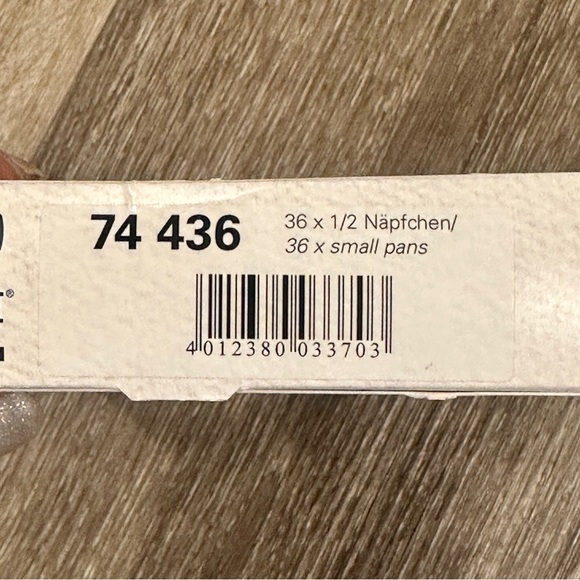 74 436
36 x 1/2 Näpfchen/
36 x small pans
®
4 012380 033703